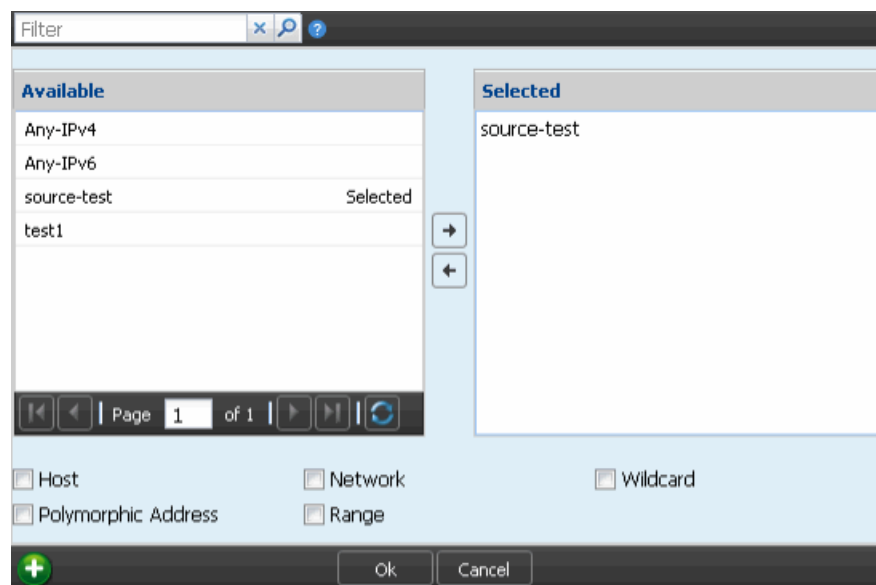 Filter
Available
Any-IPv4
Any-IPv6
source-test Selected
test1
Page 1 of 1
Selected
source-test
Host Network Wildcard
Polymorphic Address Range
Ok Cancel